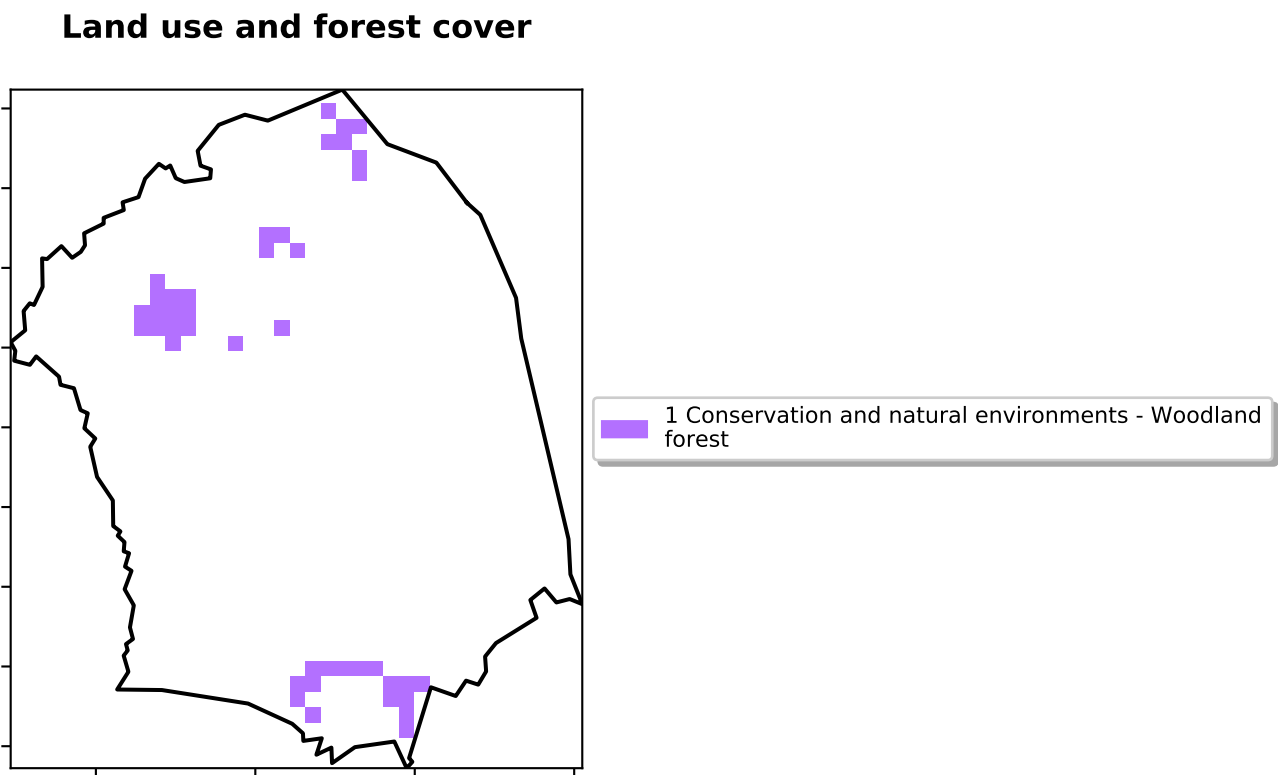 Land use and forest cover
1 Conservation and natural environments - Woodland
forest